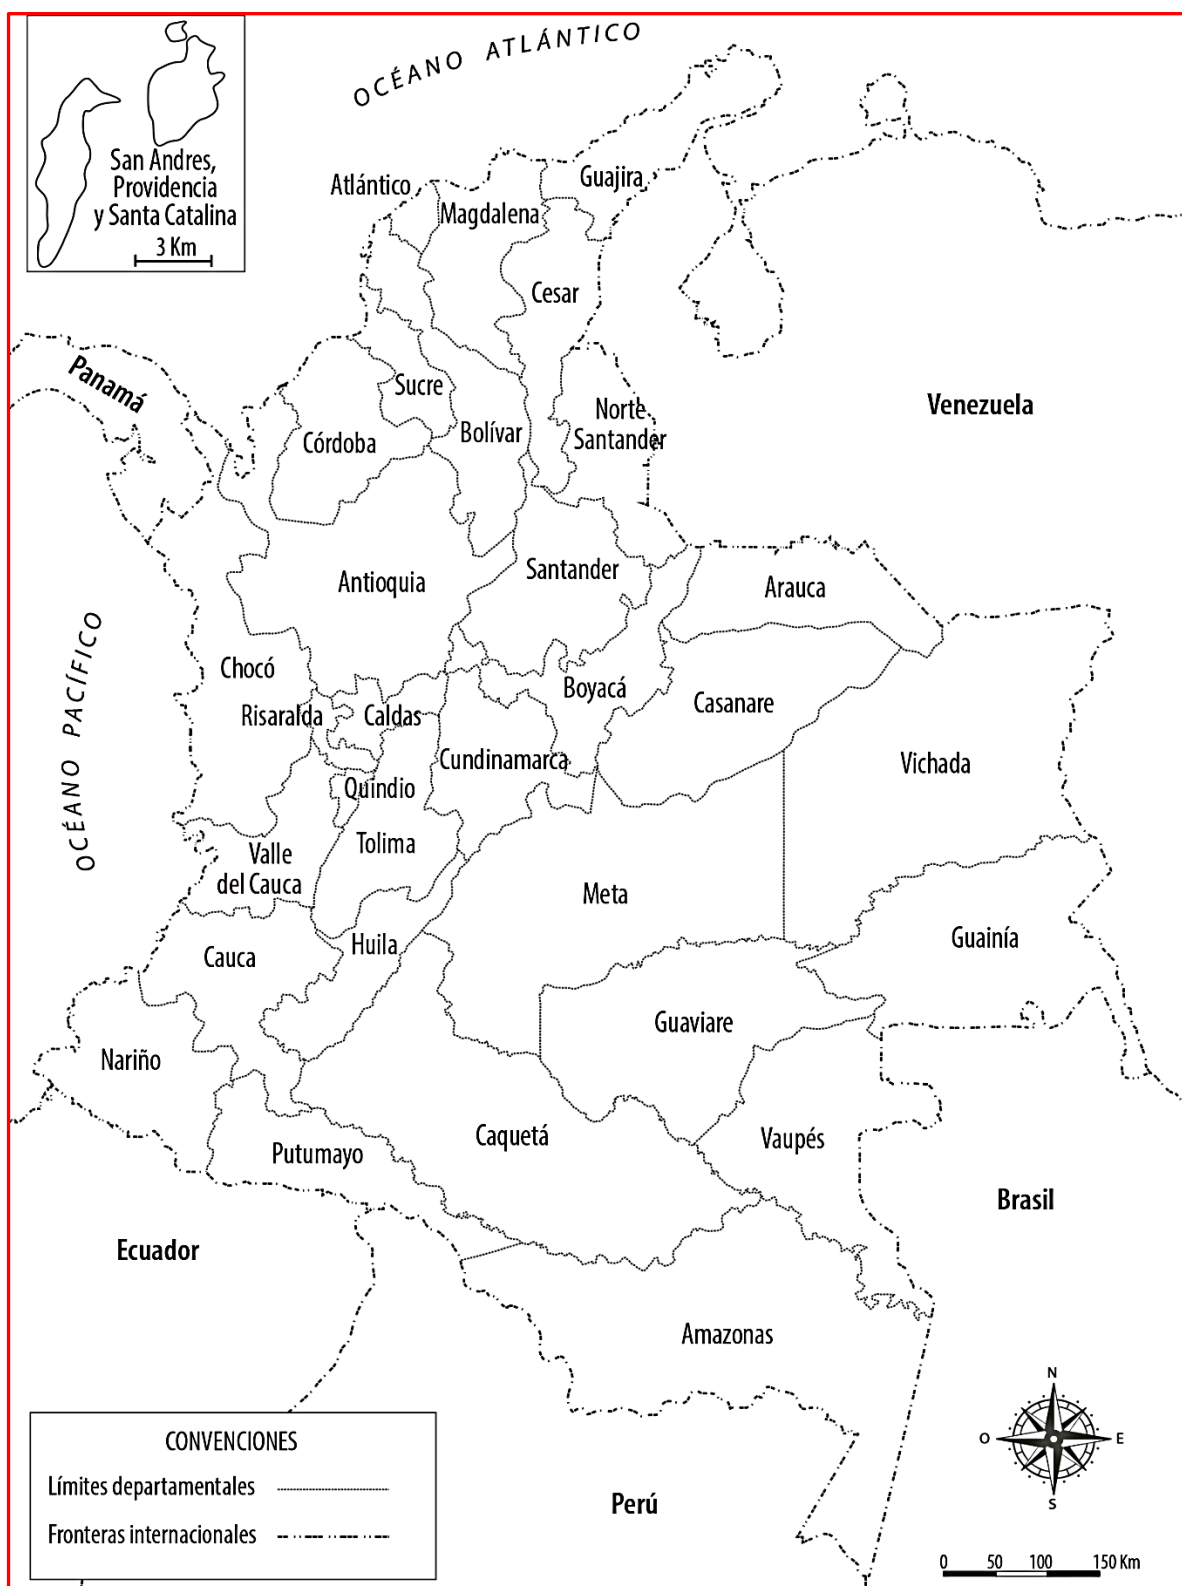 OCÉANO ATLÁNTICO
San Andres,
Providencia
y Santa Catalina
3 Km
Atlántico
Guajira
Magdalena
Cesar
Panamá
Sucre
Norte
Santander
Venezuela
Córdoba
Bolívar
Antioquia
Santander
Arauca
OCÉANO PACÍFICO
Chocó
Boyacá
Casanare
Risaralda
Caldas
Cundinamarca
Vichada
Quindio
Tolima
Valle
del Cauca
Meta
Huila
Guainía
Cauca
Guaviare
Nariño
Caquetá
Vaupés
Putumayo
Brasil
Ecuador
Amazonas
N
O
E
S
CONVENCIONES
Límites departamentales
Fronteras internacionales
Perú
0 50 100 150 Km